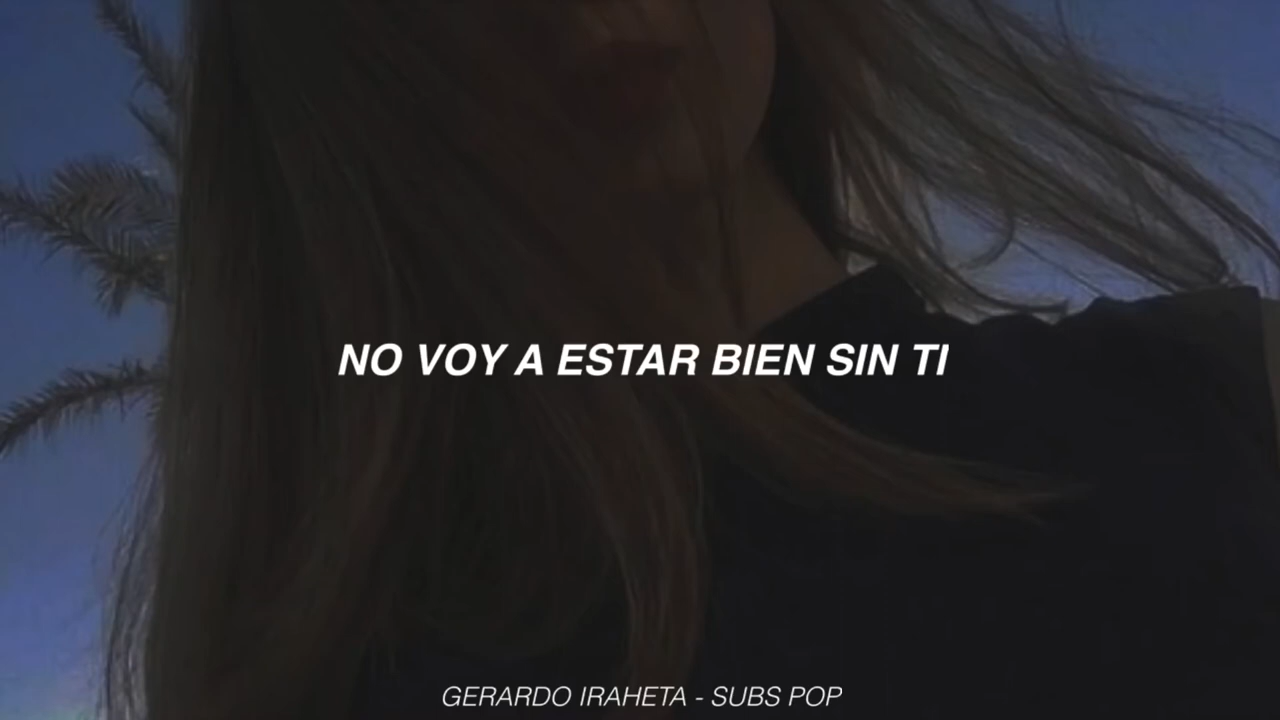 NO VOY A ESTAR BIEN SIN TI
GERARDO IRAHETA - SUBS POP